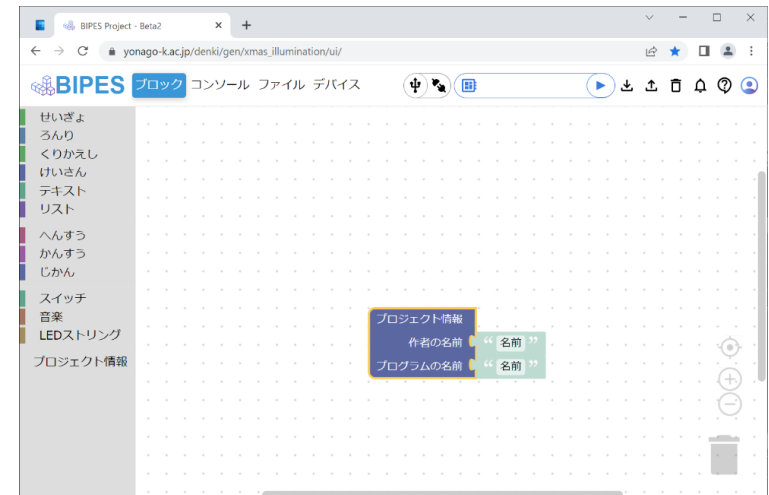 BIPES Project - Beta2
yonago-k.ac.jp/denki/gen/xmas_illumination/ui/
BIPES ブロック コンソール ファイル デバイス
せいぎょ
ろんり
くりかえし
けいさん
テキスト
リスト
へんすう
かんすう
じかん
スイッチ
音楽
LEDストリング
プロジェクト情報
プロジェクト情報
作者の名前 “ 名前 ”
プログラムの名前 “ 名前 ”